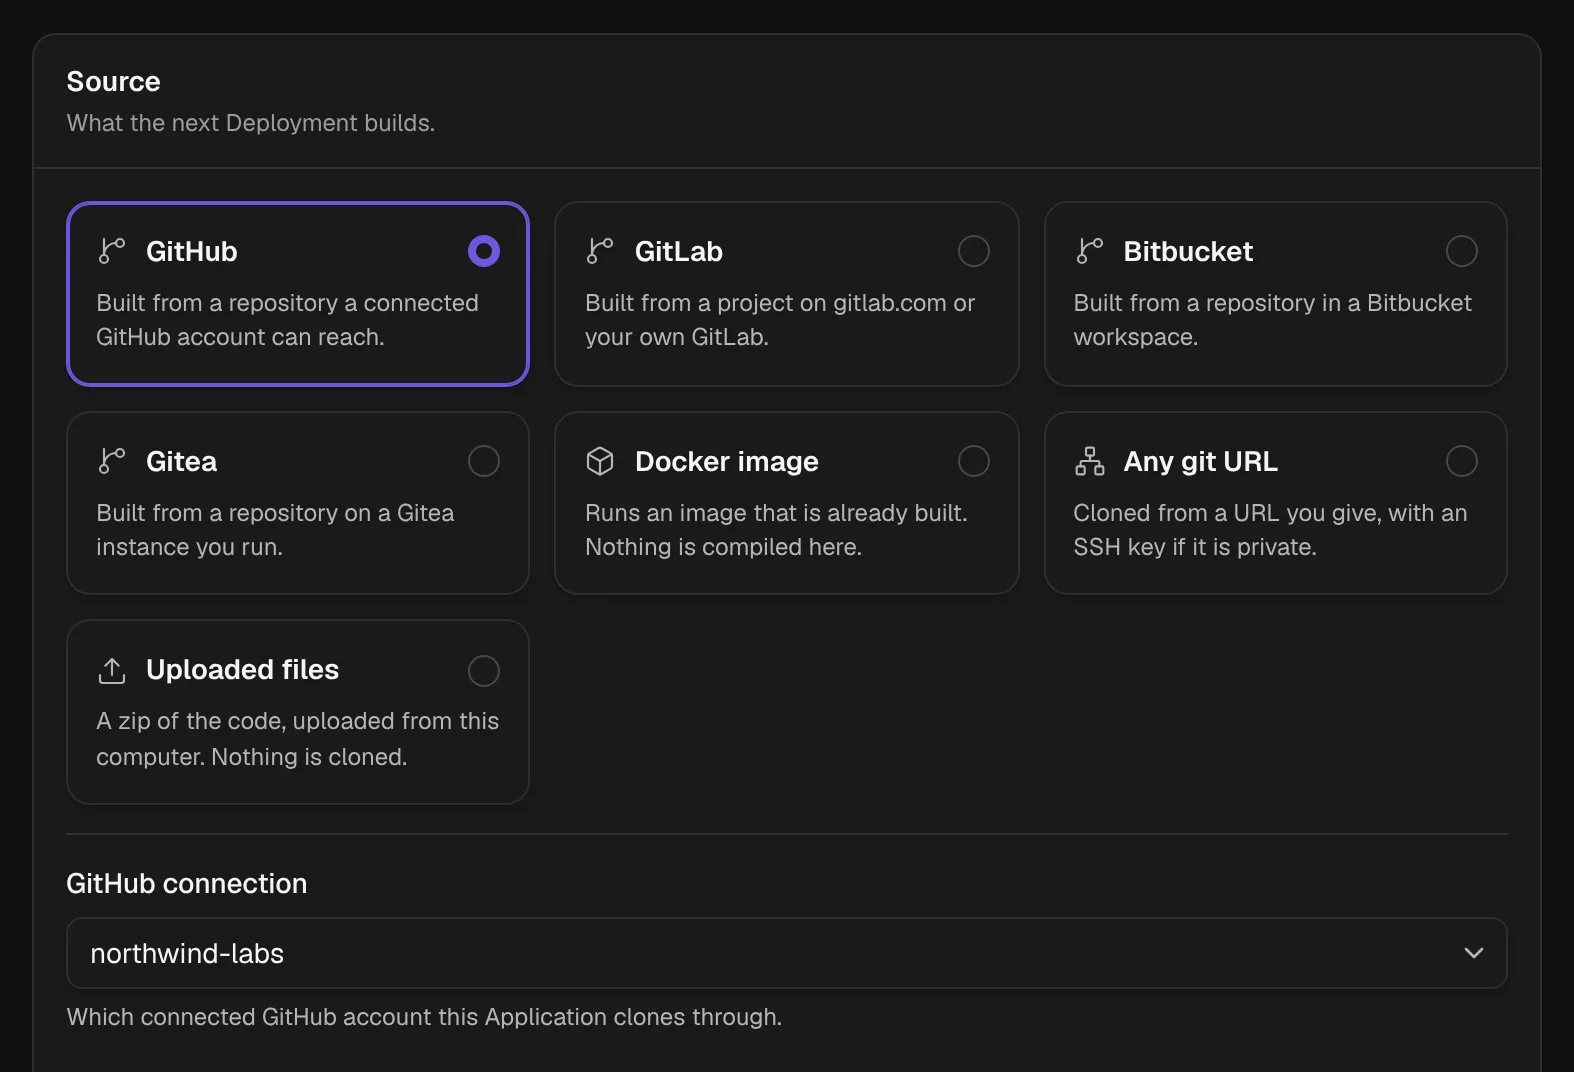 Source
What the next Deployment builds.
GitHub
Built from a repository a connected
GitHub account can reach.
GitLab
Built from a project on gitlab.com or
your own GitLab.
Bitbucket
Built from a repository in a Bitbucket
workspace.
Gitea
Built from a repository on a Gitea
instance you run.
Docker image
Runs an image that is already built.
Nothing is compiled here.
Any git URL
Cloned from a URL you give, with an
SSH key if it is private.
Uploaded files
A zip of the code, uploaded from this
computer. Nothing is cloned.
GitHub connection
northwind-labs
Which connected GitHub account this Application clones through.